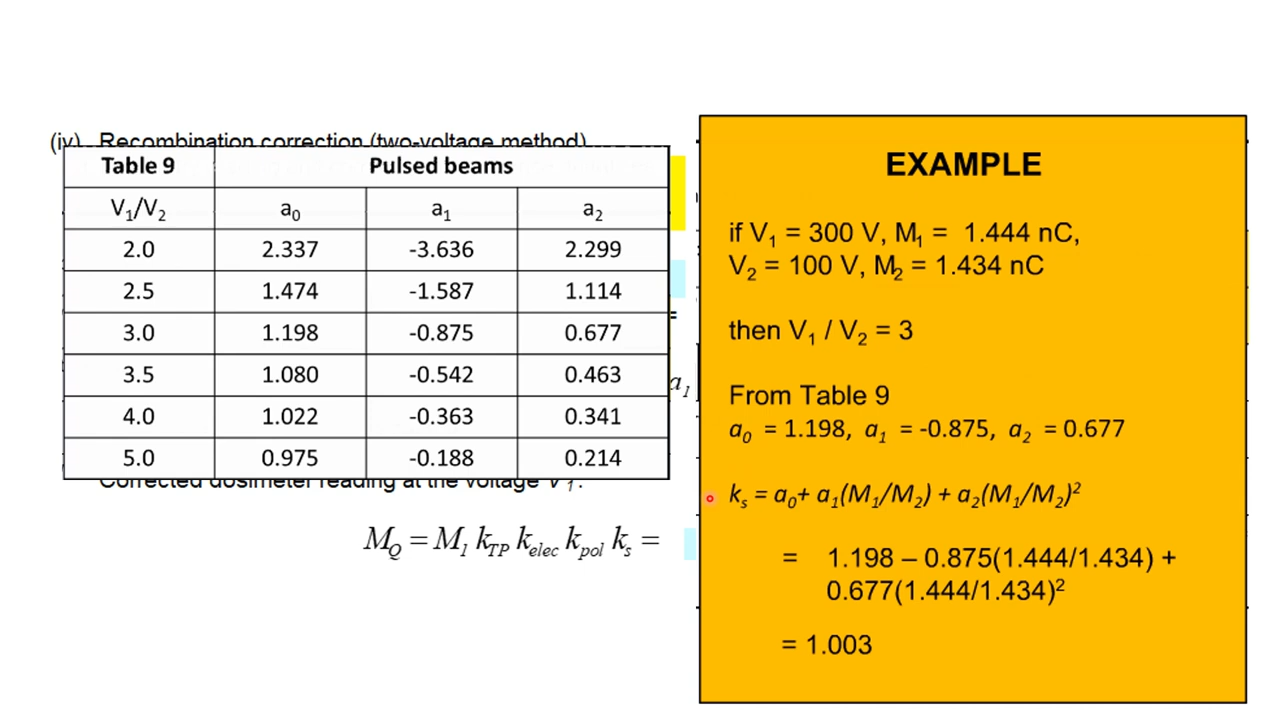 (iv) Recombination correction (two-voltage method)
Table 9 Pulsed beams
V₁/V₂ a₀ a₁ a₂
2.0 2.337 -3.636 2.299
2.5 1.474 -1.587 1.114
3.0 1.198 -0.875 0.677
3.5 1.080 -0.542 0.463
4.0 1.022 -0.363 0.341
5.0 0.975 -0.188 0.214
=
a₁
Corrected dosimeter reading at the voltage V₁:
M_Q = M₁ k_TP k_elec k_pol k_s =
EXAMPLE
if V₁ = 300 V, M₁ = 1.444 nC,
V₂ = 100 V, M₂ = 1.434 nC
then V₁ / V₂ = 3
From Table 9
a₀ = 1.198, a₁ = -0.875, a₂ = 0.677
kₛ = a₀+ a₁(M₁/M₂) + a₂(M₁/M₂)²
= 1.198 – 0.875(1.444/1.434) +
0.677(1.444/1.434)²
= 1.003